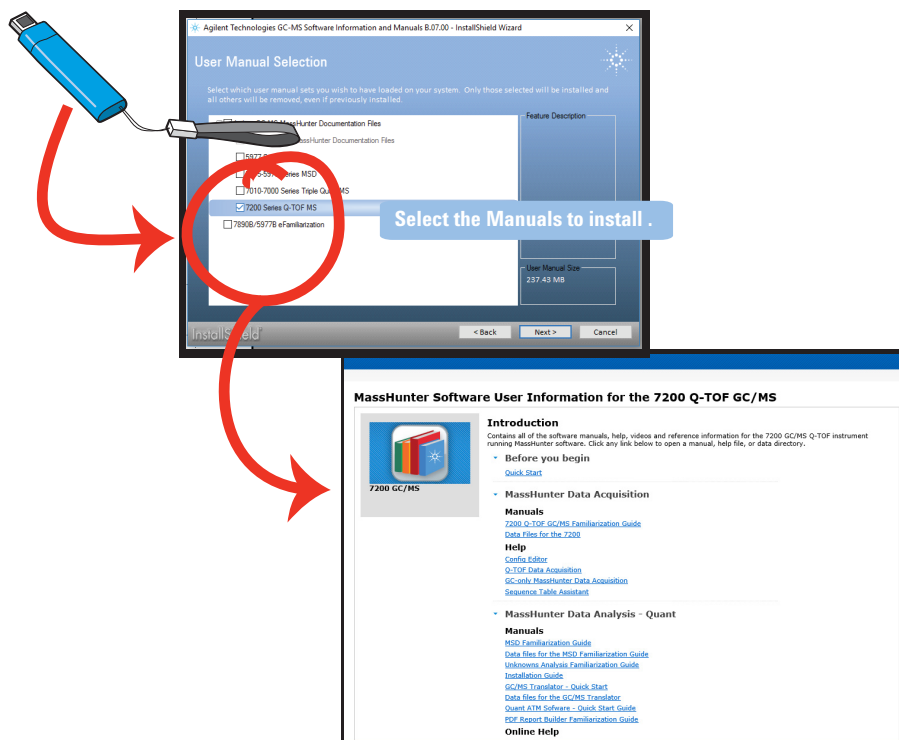 Agilent Technologies GC-MS Software Information and Manuals B.07.00 - InstallShield Wizard
User Manual Selection
Select which user manual sets you wish to have loaded on your system. Only those selected will be installed and
all others will be removed, even if previously installed.
MassHunter Documentation Files
MassHunter Documentation Files
5977
Series MSD
7010-7000 Series Triple Quad MS
7200 Series Q-TOF MS
7890B/5977B eFamiliarization
Feature Description
Select the Manuals to install .
User Manual Size
237.43 MB
< Back
Next >
Cancel
MassHunter Software User Information for the 7200 Q-TOF GC/MS
7200 GC/MS
Introduction
Contains all of the software manuals, help, videos and reference information for the 7200 GC/MS Q-TOF instrument
running MassHunter software. Click any link below to open a manual, help file, or data directory.
Before you begin
Quick Start
MassHunter Data Acquisition
Manuals
7200 Q-TOF GC/MS Familiarization Guide
Data Files for the 7200
Help
Config Editor
Q-TOF Data Acquisition
GC-only MassHunter Data Acquisition
Sequence Table Assistant
MassHunter Data Analysis - Quant
Manuals
MSD Familiarization Guide
Data files for the MSD Familiarization Guide
Unknowns Analysis Familiarization Guide
Installation Guide
GC/MS Translator - Quick Start
Data files for the GC/MS Translator
Quant ATM Sofware - Quick Start Guide
PDF Report Builder Familiarization Guide
Online Help